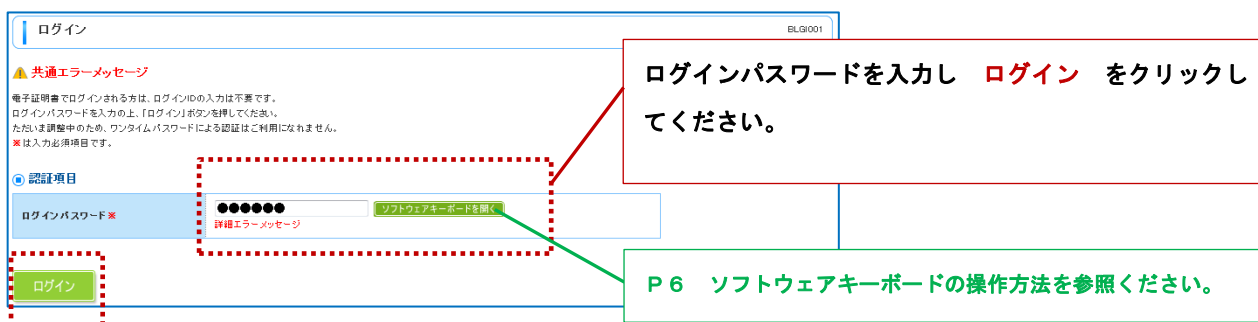 ログイン
BLGI001
共通エラーメッセージ
電子証明書でログインされる方は、ログインIDの入力は不要です。
ログインパスワードを入力の上、「ログイン」ボタンを押してください。
ただいま調整中のため、ワンタイムパスワードによる認証はご利用になれません。
※は入力必須項目です。
認証項目
ログインパスワード※
●●●●●●
ソフトウェアキーボードを開く
詳細エラーメッセージ
ログイン
ログインパスワードを入力し　ログイン　をクリックし
てください。
Ｐ６　ソフトウェアキーボードの操作方法を参照ください。